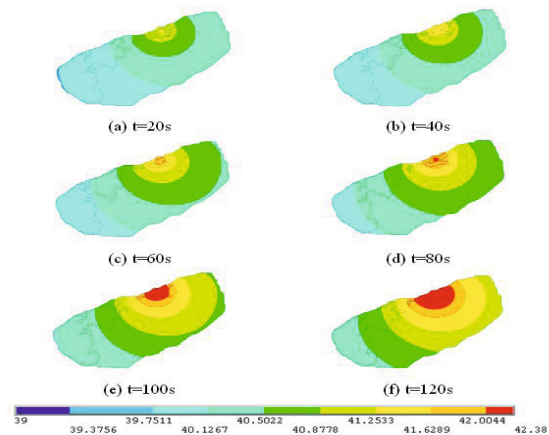 (a) t=20s
(b) t=40s
(c) t=60s
(d) t=80s
(e) t=100s
(f) t=120s
39 39.7511 40.5022 41.2533 42.0044
39.3756 40.1267 40.8778 41.6289 42.38